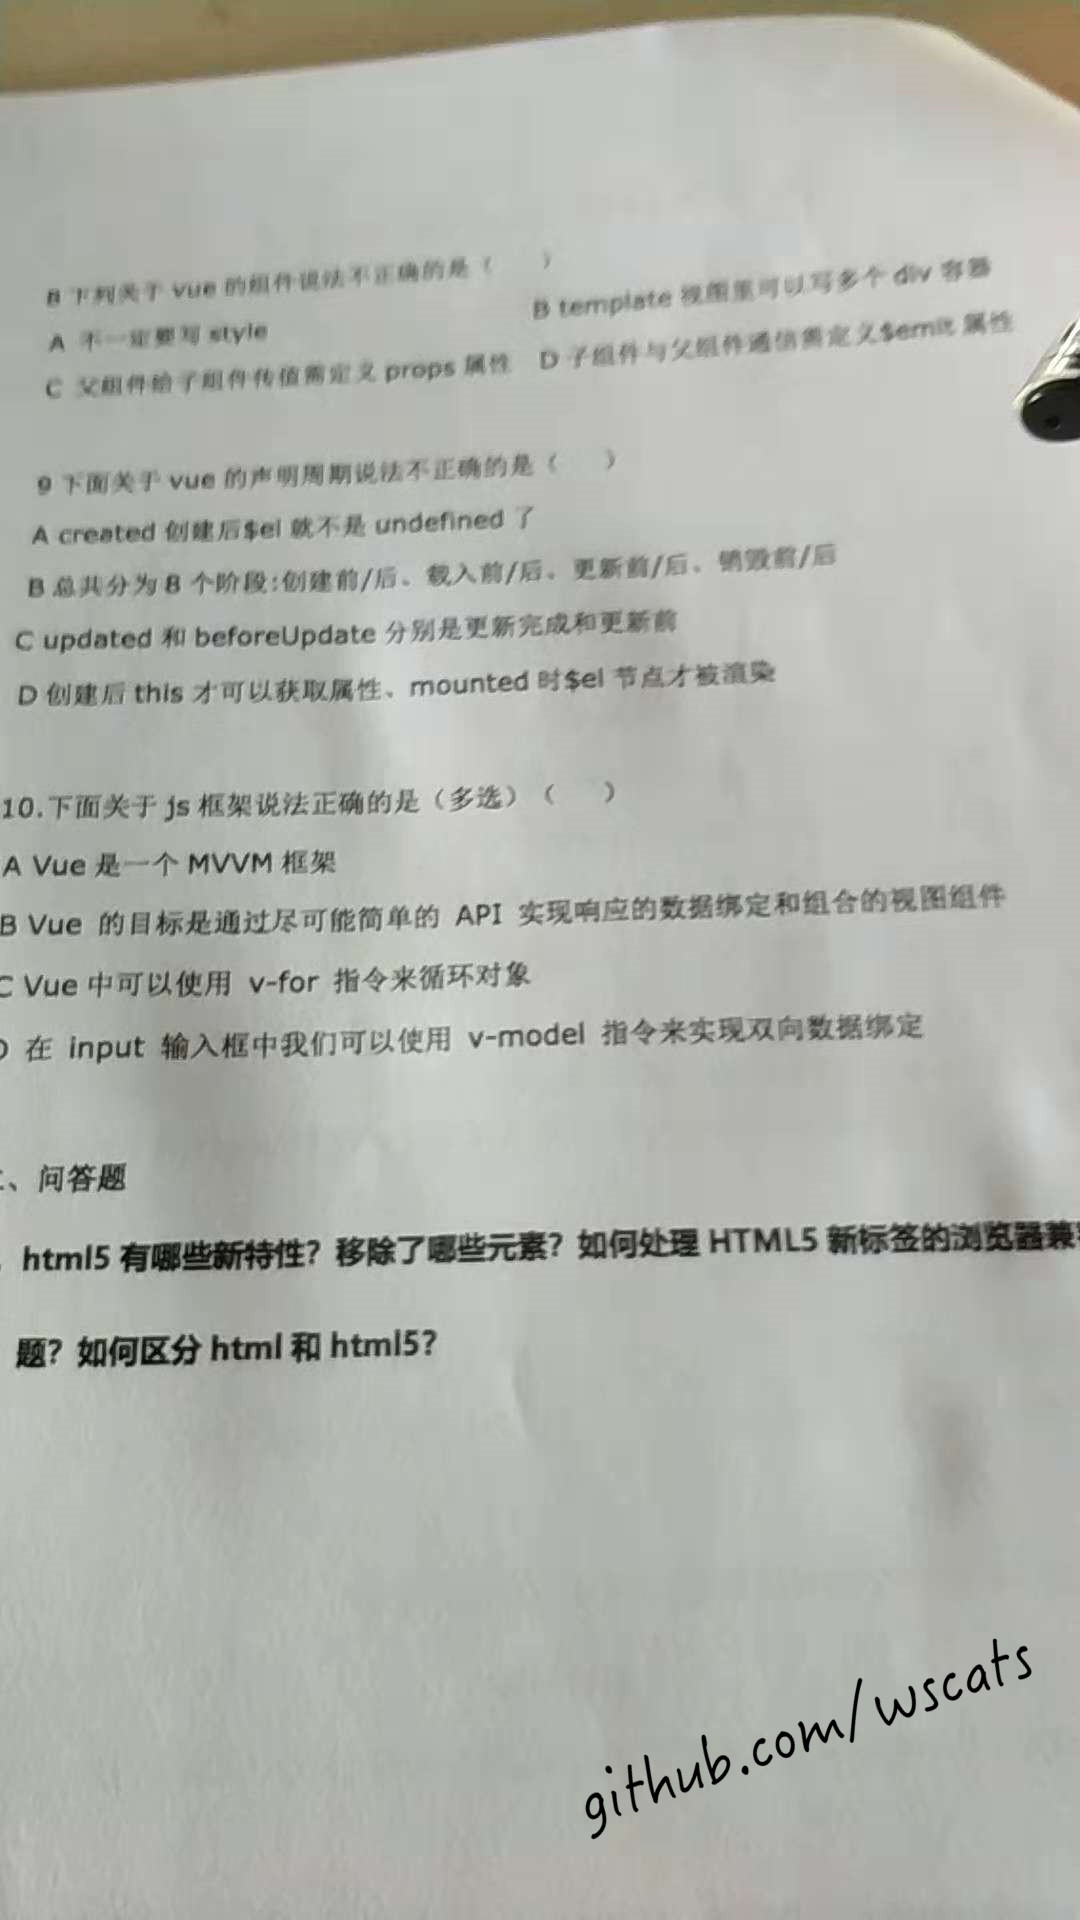 8 下列关于 vue 的组件说法不正确的是（　　）
A 不一定要写 style　　B template 视图里可以写多个 div 容器
C 父组件给子组件传值需定义 props 属性　D 子组件与父组件通信需定义$emit 属性
9 下面关于 vue 的声明周期说法不正确的是（　　）
A created 创建后$el 就不是 undefined 了
B 总共分为 8 个阶段:创建前/后、载入前/后、更新前/后、销毁前/后
C updated 和 beforeUpdate 分别是更新完成和更新前
D 创建后 this 才可以获取属性、mounted 时$el 节点才被渲染
10.下面关于 js 框架说法正确的是（多选）（　　）
A Vue 是一个 MVVM 框架
B Vue 的目标是通过尽可能简单的 API 实现响应的数据绑定和组合的视图组件
C Vue 中可以使用 v-for 指令来循环对象
D 在 input 输入框中我们可以使用 v-model 指令来实现双向数据绑定
、问答题
html5 有哪些新特性？移除了哪些元素？如何处理 HTML5 新标签的浏览器兼
题？如何区分 html 和 html5？
github.com/wscats